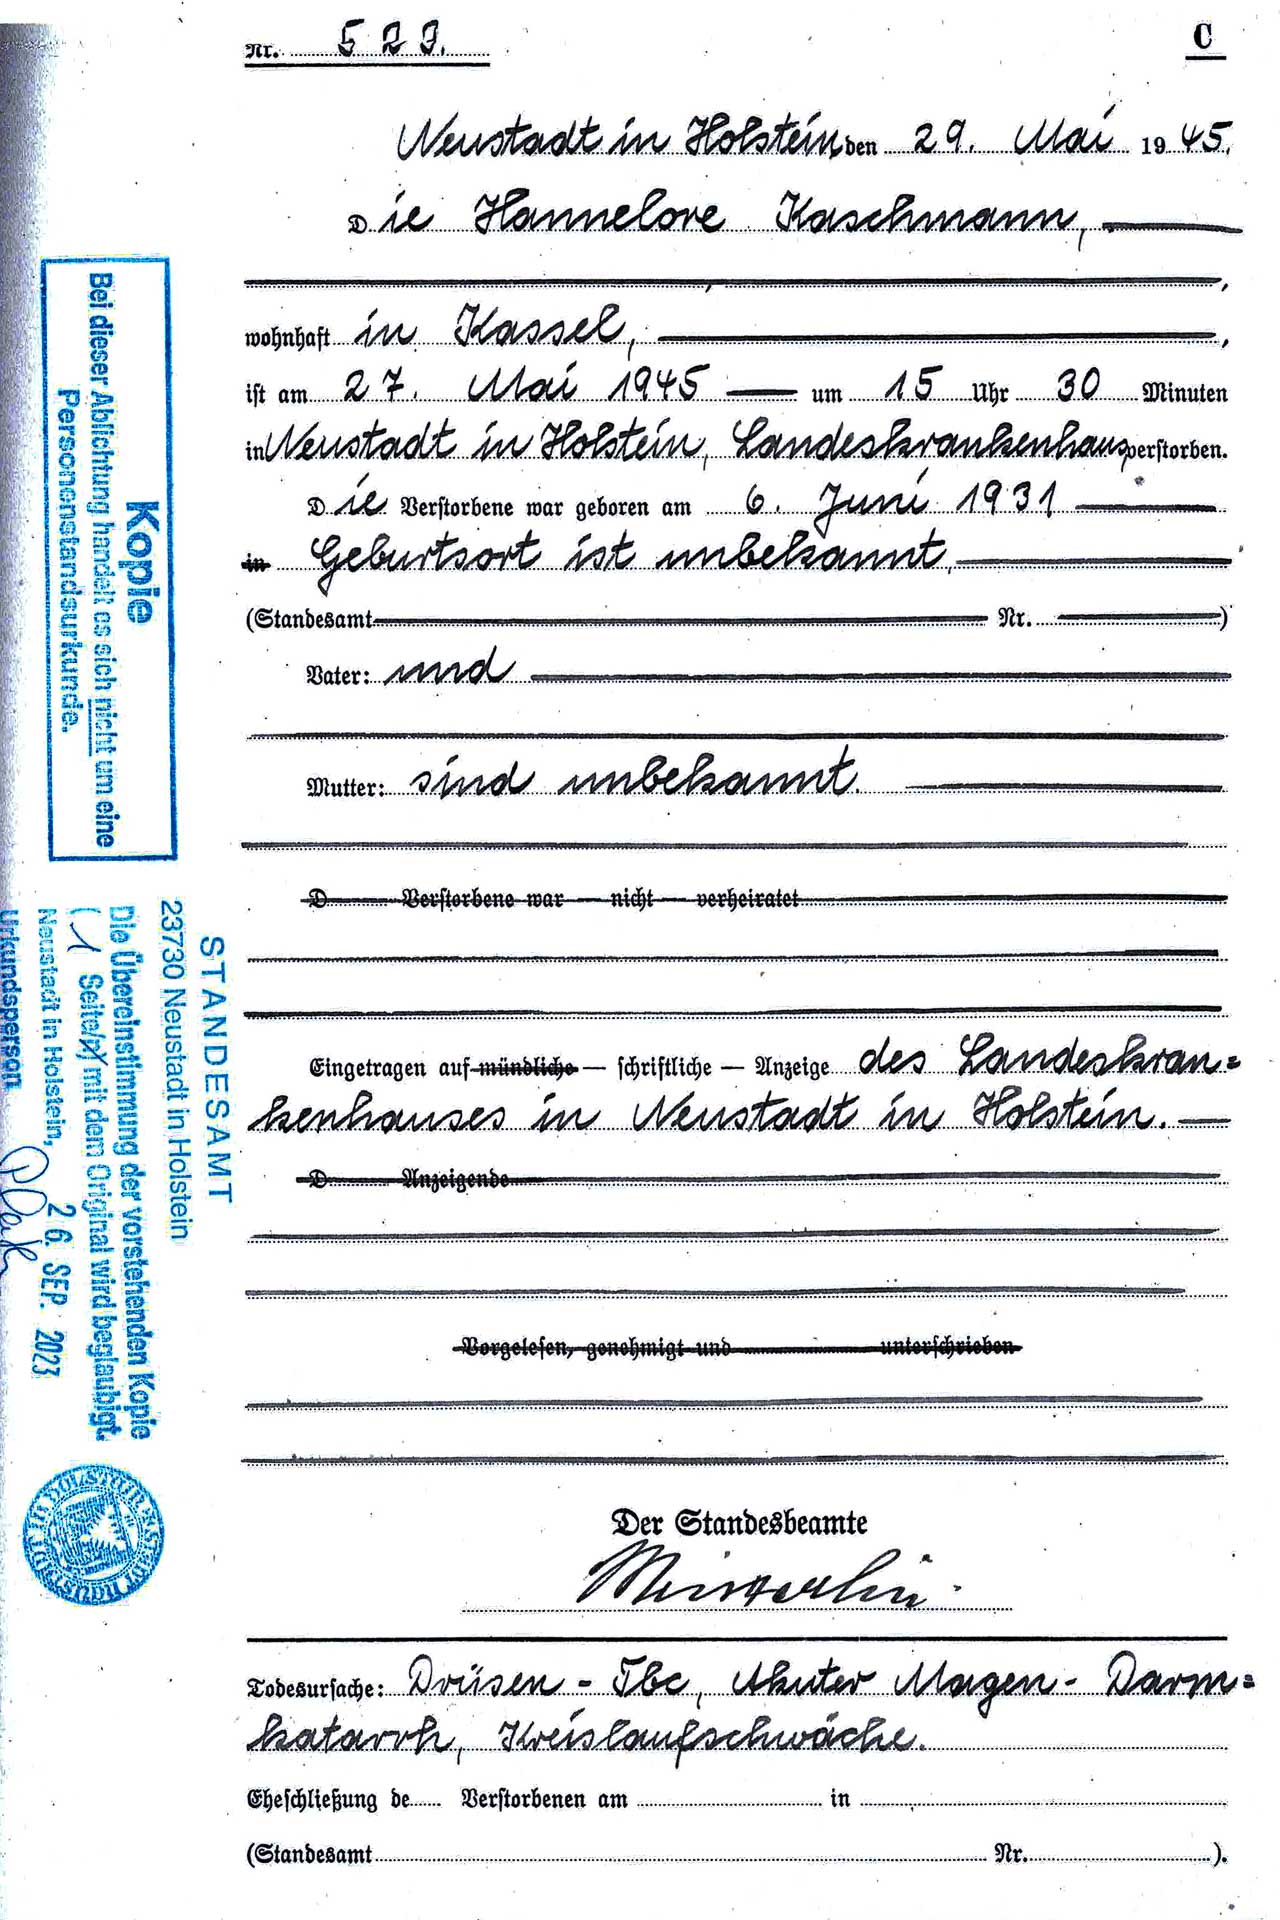 Nr. 523.
C
Neustadt in Holstein, den 29. Mai 1945.
Die Hannelore Kaschmann,
wohnhaft in Kassel,
ist am 27. Mai 1945 um 15 Uhr 30 Minuten
in Neustadt in Holstein, Landeskrankenhaus verstorben.
Die Verstorbene war geboren am 6. Juni 1931
in Geburtsort ist unbekannt,
(Standesamt Nr. )
Vater: und
Mutter: sind unbekannt.
D Verstorbene war — nicht — verheiratet
Eingetragen auf mündliche — schriftliche — Anzeige des Landeskran=
kenhauses in Neustadt in Holstein. —
D Anzeigende
Vorgelesen, genehmigt und unterschrieben
Der Standesbeamte
Todesursache: Drüsen - Tbc, Akuter Magen - Darm=
katarrh, Kreislaufschwäche.
Eheschließung de Verstorbenen am in
(Standesamt Nr. ).
Kopie
Bei dieser Ablichtung handelt es sich nicht um eine
Personenstandsurkunde.
STANDESAMT
23730 Neustadt in Holstein
Die Übereinstimmung der vorstehenden Kopie
( 1 Seite/n) mit dem Original wird beglaubigt.
Neustadt in Holstein, 26. SEP. 2023
Urkundsperson